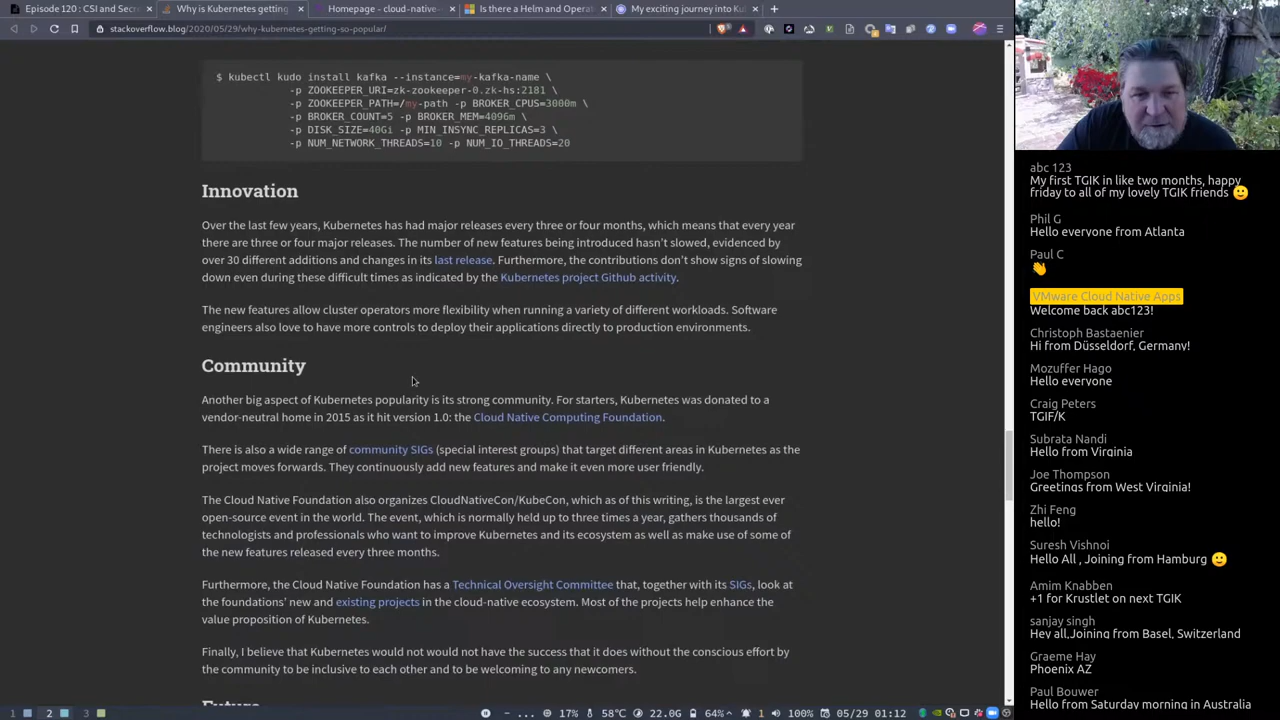 Episode 120 : CSI and Secre
Why is Kubernetes getting
Homepage - cloud-native-
Is there a Helm and Operat
My exciting journey into Ku
stackoverflow.blog/2020/05/29/why-kubernetes-getting-so-popular/
$ kubectl kudo install kafka --instance=my-kafka-name \
-p ZOOKEEPER_URI=zk-zookeeper-0.zk-hs:2181 \
-p ZOOKEEPER_PATH=/my-path -p BROKER_CPUS=3000m \
-p BROKER_COUNT=5 -p BROKER_MEM=4096m \
-p DISK_SIZE=40Gi -p MIN_INSYNC_REPLICAS=3 \
-p NUM_NETWORK_THREADS=10 -p NUM_IO_THREADS=20
Innovation
Over the last few years, Kubernetes has had major releases every three or four months, which means that every year
there are three or four major releases. The number of new features being introduced hasn't slowed, evidenced by
over 30 different additions and changes in its last release. Furthermore, the contributions don't show signs of slowing
down even during these difficult times as indicated by the Kubernetes project Github activity.
The new features allow cluster operators more flexibility when running a variety of different workloads. Software
engineers also love to have more controls to deploy their applications directly to production environments.
Community
Another big aspect of Kubernetes popularity is its strong community. For starters, Kubernetes was donated to a
vendor-neutral home in 2015 as it hit version 1.0: the Cloud Native Computing Foundation.
There is also a wide range of community SIGs (special interest groups) that target different areas in Kubernetes as the
project moves forwards. They continuously add new features and make it even more user friendly.
The Cloud Native Foundation also organizes CloudNativeCon/KubeCon, which as of this writing, is the largest ever
open-source event in the world. The event, which is normally held up to three times a year, gathers thousands of
technologists and professionals who want to improve Kubernetes and its ecosystem as well as make use of some of
the new features released every three months.
Furthermore, the Cloud Native Foundation has a Technical Oversight Committee that, together with its SIGs, look at
the foundations' new and existing projects in the cloud-native ecosystem. Most of the projects help enhance the
value proposition of Kubernetes.
Finally, I believe that Kubernetes would not would not have the success that it does without the conscious effort by
the community to be inclusive to each other and to be welcoming to any newcomers.
Future
abc 123
My first TGIK in like two months, happy
friday to all of my lovely TGIK friends 🙂
Phil G
Hello everyone from Atlanta
Paul C
👋
VMware Cloud Native Apps
Welcome back abc123!
Christoph Bastaenier
Hi from Düsseldorf, Germany!
Mozuffer Hago
Hello everyone
Craig Peters
TGIF/K
Subrata Nandi
Hello from Virginia
Joe Thompson
Greetings from West Virginia!
Zhi Feng
hello!
Suresh Vishnoi
Hello All , Joining from Hamburg 🙂
Amim Knabben
+1 for Krustlet on next TGIK
sanjay singh
Hey all,Joining from Basel, Switzerland
Graeme Hay
Phoenix AZ
Paul Bouwer
Hello from Saturday morning in Australia
1 2 3 - ... 17% 58°C 22.0G 64% 1 100% 05/29 01:12